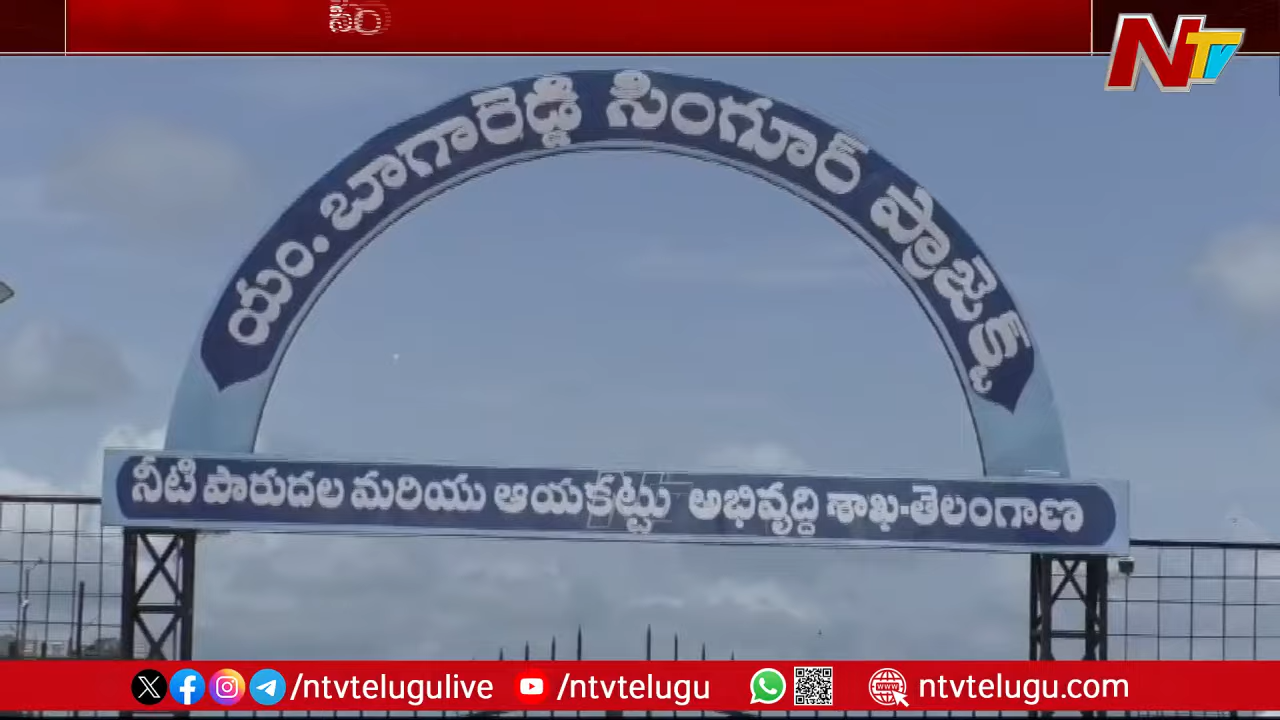 NTV
యం. బాగారెడ్డి సింగూర్ ప్రాజెక్ట్
నీటి పారుదల మరియు ఆయకట్టు అభివృద్ది శాఖ-తెలంగాణ
/ntvtelugulive /ntvtelugu ntvtelugu.com